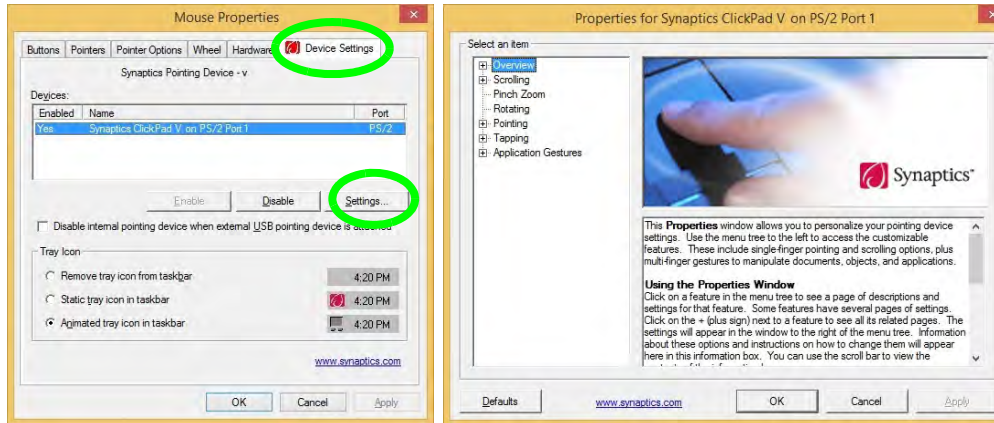 Mouse Properties
Buttons Pointers Pointer Options Wheel Hardware Device Settings
Synaptics Pointing Device - v
Devices:
Enabled Name Port
Yes Synaptics ClickPad V on PS/2 Port 1 PS/2
Enable Disable Settings...
Disable internal pointing device when external USB pointing device is attached
Tray Icon
Remove tray icon from taskbar 4:20 PM
Static tray icon in taskbar 4:20 PM
Animated tray icon in taskbar 4:20 PM
www.synaptics.com
OK Cancel Apply
Properties for Synaptics ClickPad V on PS/2 Port 1
Select an item
Overview
Scrolling
Pinch Zoom
Rotating
Pointing
Tapping
Application Gestures
Synaptics
This Properties window allows you to personalize your pointing device
settings. Use the menu tree to the left to access the customizable
features. These include single-finger pointing and scrolling options, plus
multi-finger gestures to manipulate documents, objects, and applications.
Using the Properties Window
Click on a feature in the menu tree to see a page of descriptions and
settings for that feature. Some features have several pages of settings.
Click on the + (plus sign) next to a feature to see all its related pages. The
settings will appear in the window to the right of the menu tree. Information
about these options and instructions on how to change them will appear
here in this information box. You can use the scroll bar to view the
Defaults www.synaptics.com OK Cancel Apply